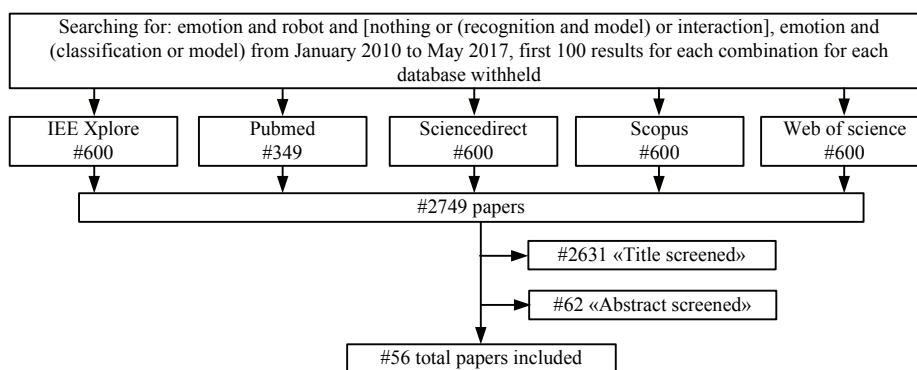 Searching for: emotion and robot and [nothing or (recognition and model) or interaction], emotion and
(classification or model) from January 2010 to May 2017, first 100 results for each combination for each
database withheld
IEE Xplore
#600
Pubmed
#349
Sciencedirect
#600
Scopus
#600
Web of science
#600
#2749 papers
#2631 «Title screened»
#62 «Abstract screened»
#56 total papers included